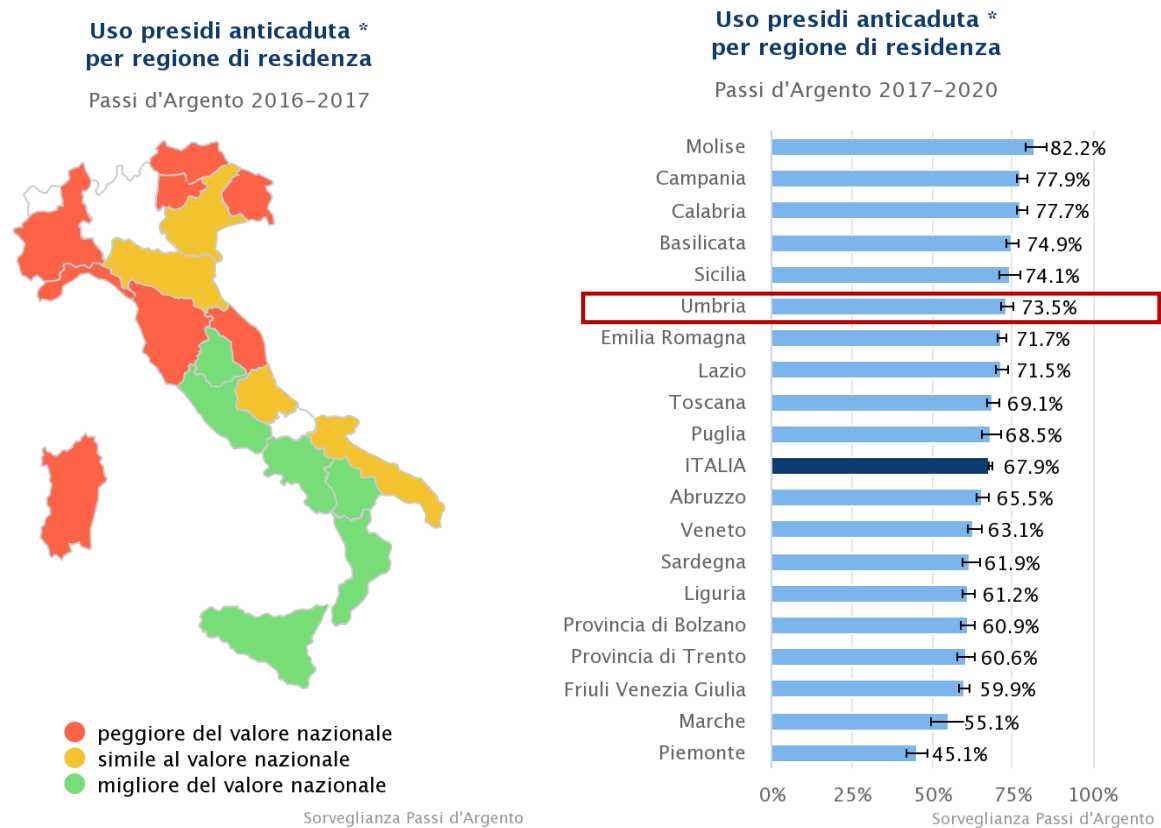 Uso presidi anticaduta *
per regione di residenza
Passi d'Argento 2016-2017
peggiore del valore nazionale
simile al valore nazionale
migliore del valore nazionale
Sorveglianza Passi d'Argento
Uso presidi anticaduta *
per regione di residenza
Passi d'Argento 2017-2020
Molise 82.2%
Campania 77.9%
Calabria 77.7%
Basilicata 74.9%
Sicilia 74.1%
Umbria 73.5%
Emilia Romagna 71.7%
Lazio 71.5%
Toscana 69.1%
Puglia 68.5%
ITALIA 67.9%
Abruzzo 65.5%
Veneto 63.1%
Sardegna 61.9%
Liguria 61.2%
Provincia di Bolzano 60.9%
Provincia di Trento 60.6%
Friuli Venezia Giulia 59.9%
Marche 55.1%
Piemonte 45.1%
0% 25% 50% 75% 100%
Sorveglianza Passi d'Argento